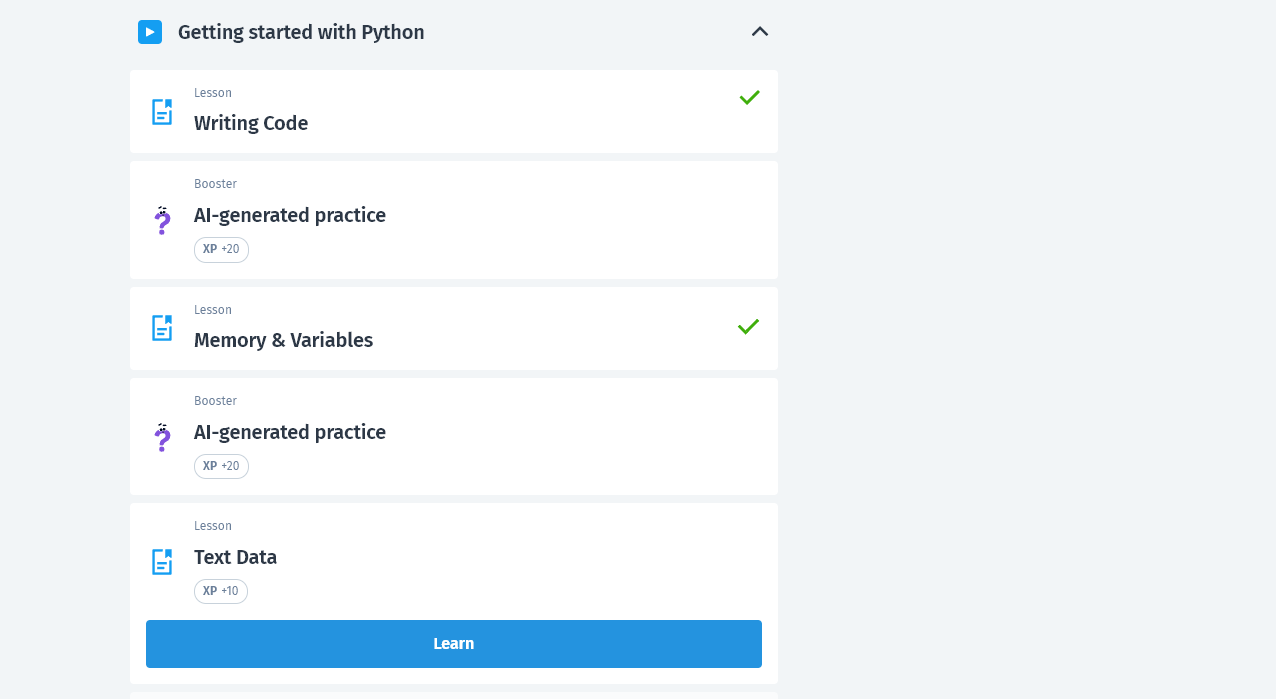 Getting started with Python
Lesson
Writing Code
Booster
AI-generated practice
XP +20
Lesson
Memory & Variables
Booster
AI-generated practice
XP +20
Lesson
Text Data
XP +10
Learn